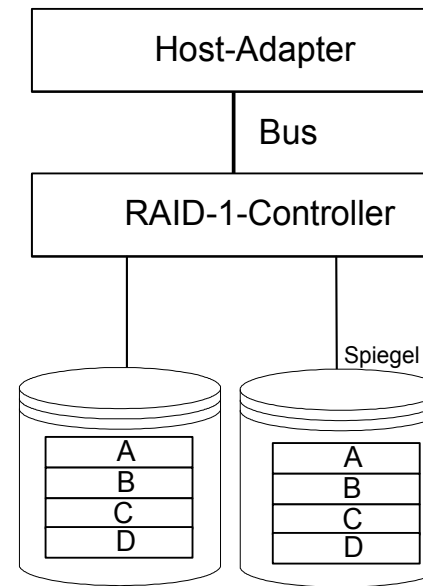 Host-Adapter
Bus
RAID-1-Controller
Spiegel
A
B
C
D
A
B
C
D